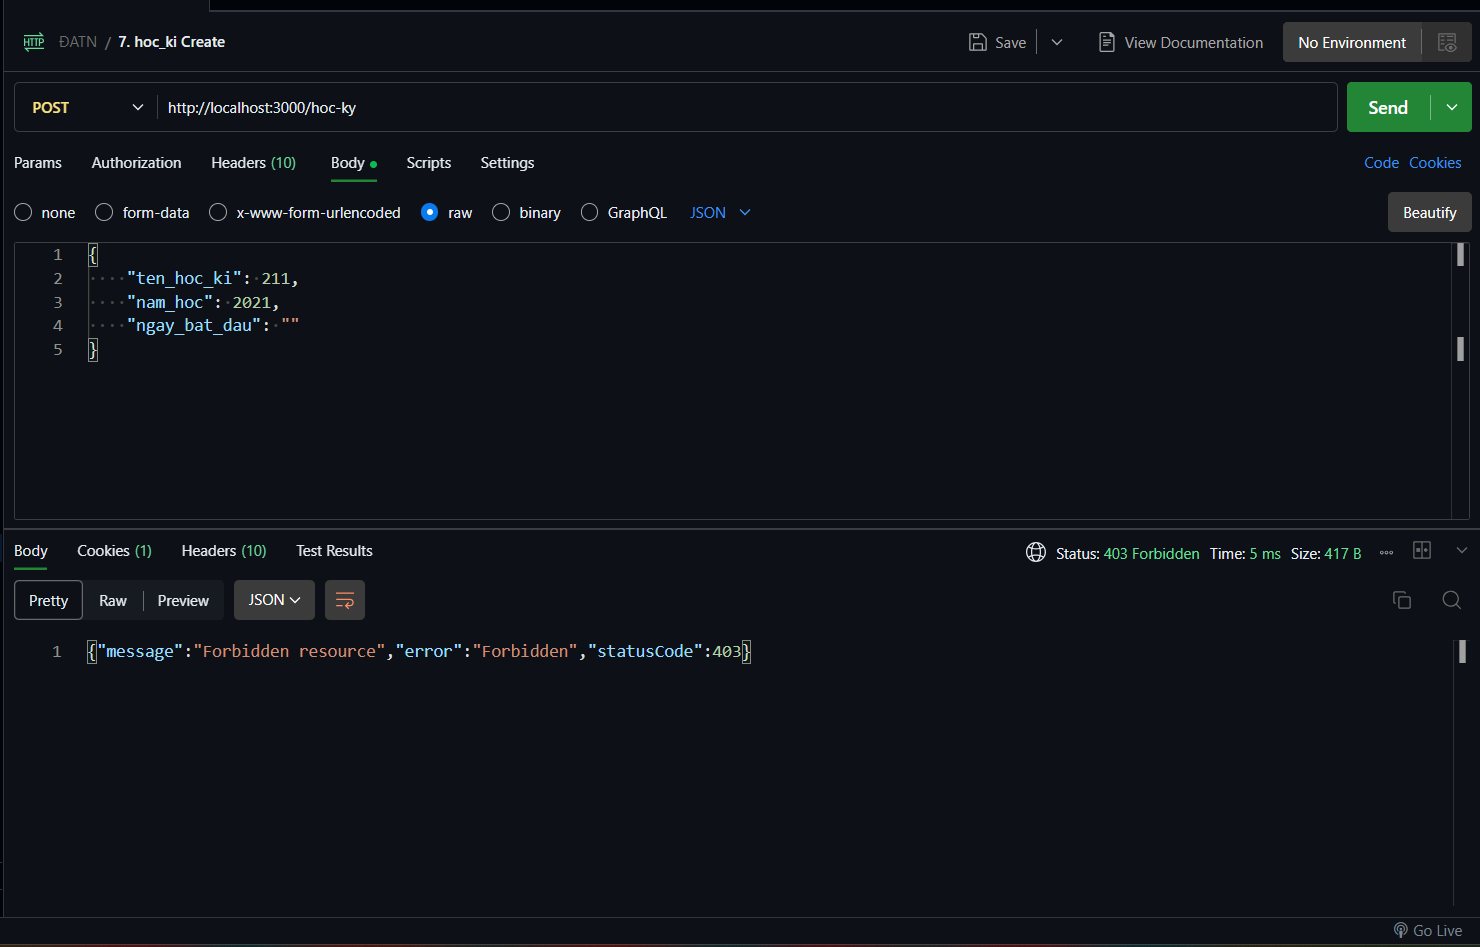 HTTP ĐATN / 7. hoc_ki Create Save View Documentation No Environment
POST http://localhost:3000/hoc-ky Send
Params Authorization Headers (10) Body Scripts Settings Code Cookies
none form-data x-www-form-urlencoded raw binary GraphQL JSON Beautify
1 {
2 "ten_hoc_ki": 211,
3 "nam_hoc": 2021,
4 "ngay_bat_dau": ""
5 }
Body Cookies (1) Headers (10) Test Results Status: 403 Forbidden Time: 5 ms Size: 417 B
Pretty Raw Preview JSON
1 {"message":"Forbidden resource","error":"Forbidden","statusCode":403}
Go Live